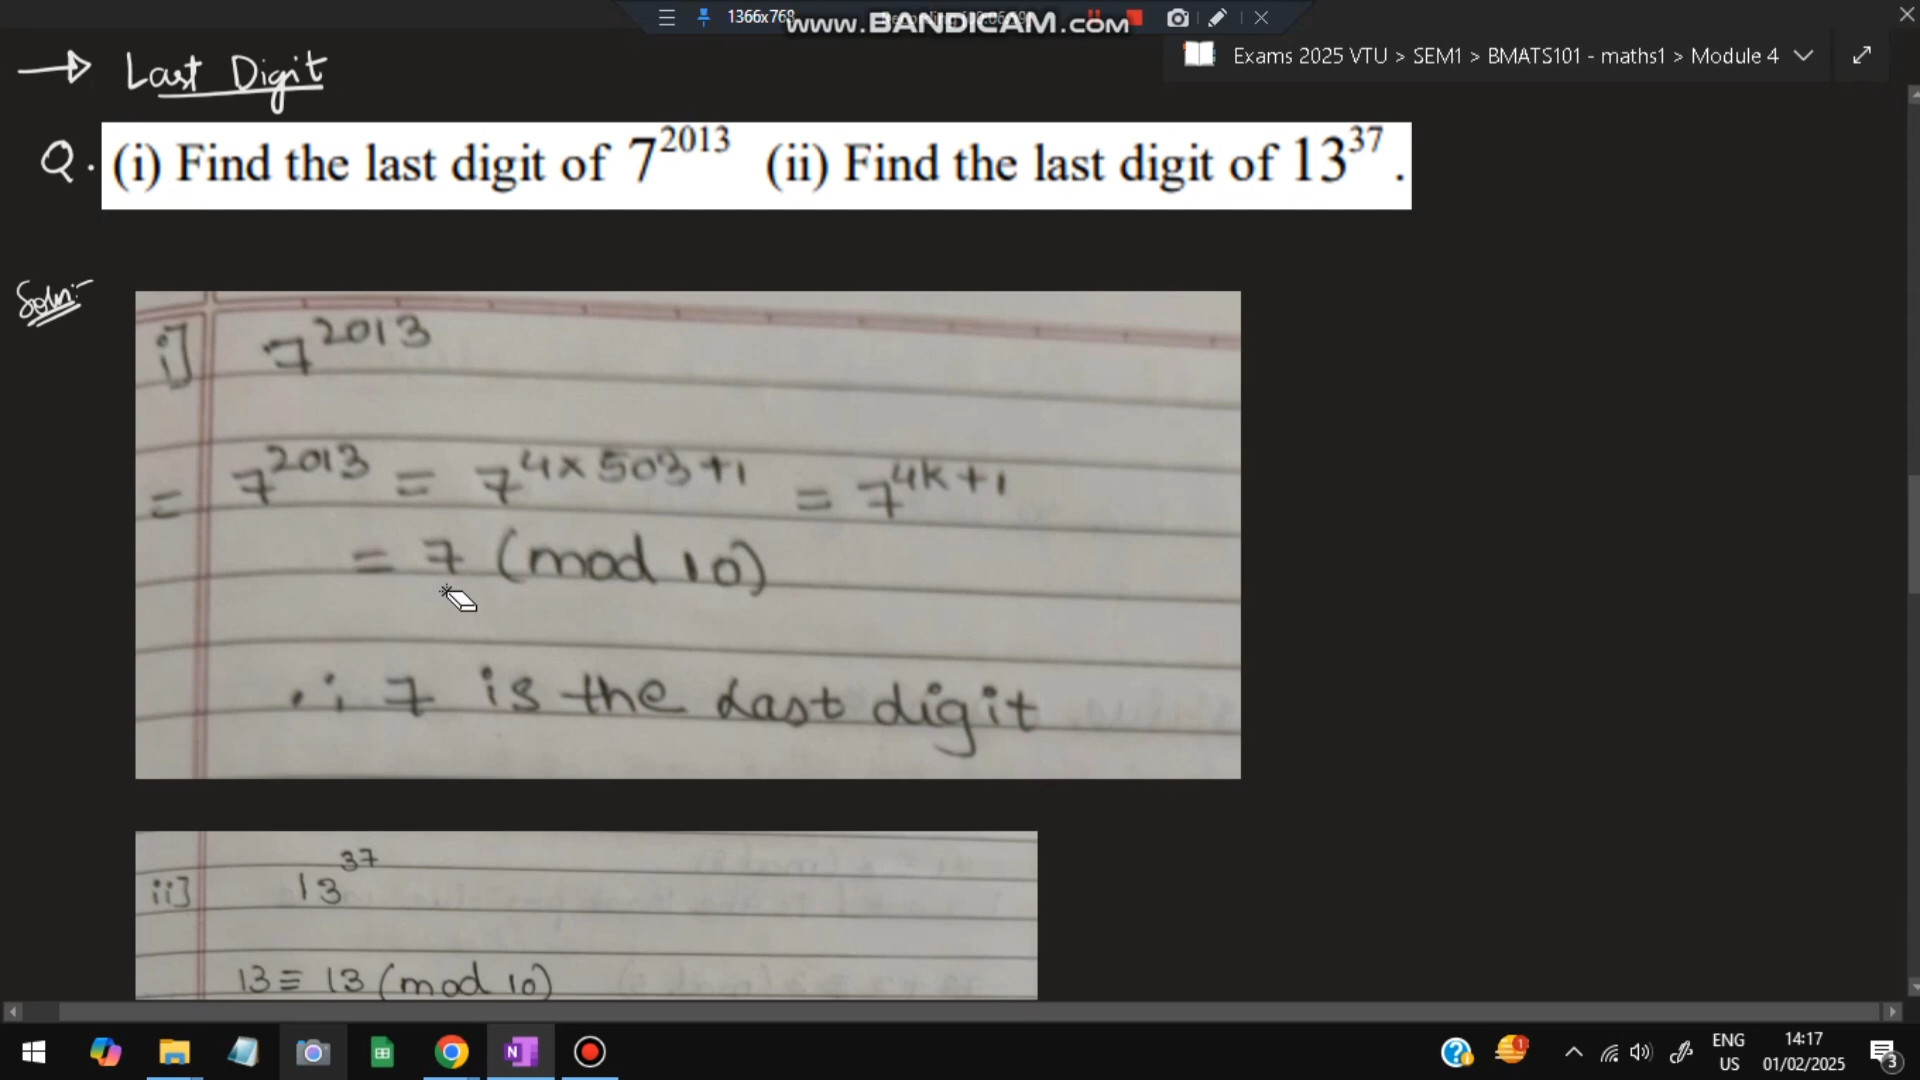 1366x768
www.BANDICAM.com
Exams 2025 VTU > SEM1 > BMATS101 - maths1 > Module 4
→ Last Digit
Q. (i) Find the last digit of 7^2013 (ii) Find the last digit of 13^37 .
Soln:-
i] 7^2013
= 7^2013 = 7^4×503+1 = 7^4k+1
= 7 (mod 10)
∴ 7 is the Last digit
ii] 13^37
13 ≡ 13 (mod 10)
ENG
US
14:17
01/02/2025
1
3